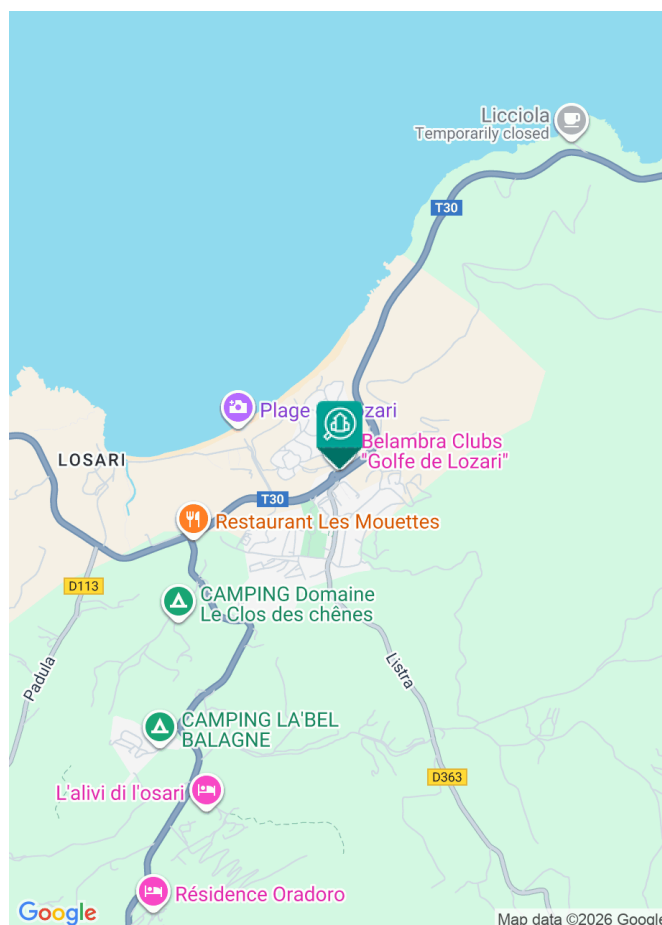 Licciola
Temporarily closed
T30
Plage zari
Belambra Clubs
"Golfe de Lozari"
LOSARI
T30
Restaurant Les Mouettes
D113
CAMPING Domaine
Le Clos des chênes
Padula
Listra
CAMPING LA'BEL
BALAGNE
D363
L'alivi di l'osari
Résidence Oradoro
Google
Map data ©2026 Google